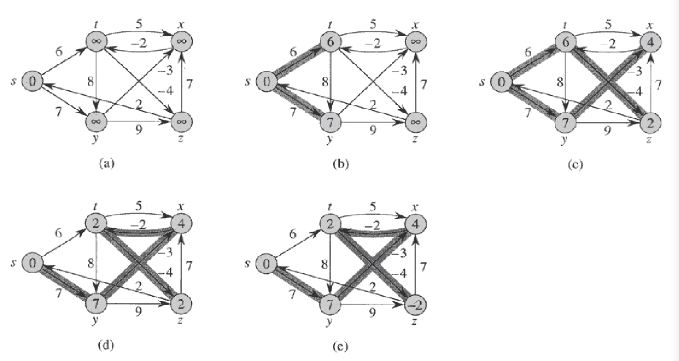 t 5 x
6 ∞ –2 ∞
–3
s 0 8 –4 7
7 2
∞ 9 ∞
y z
(a)
t 5 x
6 6 –2 ∞
–3
s 0 8 –4 7
7 2
7 9 ∞
y z
(b)
t 5 x
6 6 –2 4
–3
s 0 8 –4 7
7 2
7 9 2
y z
(c)
t 5 x
6 2 –2 4
–3
s 0 8 –4 7
7 2
7 9 2
y z
(d)
t 5 x
6 2 –2 4
–3
s 0 8 –4 7
7 2
7 9 –2
y z
(e)